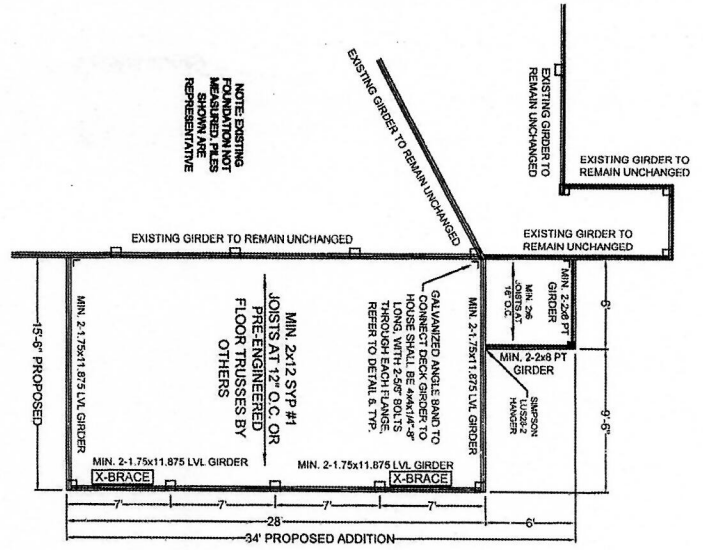 NOTE: EXISTING
FOUNDATION NOT
MEASURED. PILES
SHOWN ARE
REPRESENTATIVE
EXISTING GIRDER TO REMAIN UNCHANGED
EXISTING GIRDER TO
REMAIN UNCHANGED
EXISTING GIRDER TO
REMAIN UNCHANGED
EXISTING GIRDER TO
REMAIN UNCHANGED
EXISTING GIRDER TO REMAIN UNCHANGED
15'-6" PROPOSED
MIN. 2-1.75x11.875 LVL GIRDER
MIN. 2x12 SYP #1
JOISTS AT 12" O.C. OR
PRE-ENGINEERED
FLOOR TRUSSES BY
OTHERS
GALVANIZED ANGLE BAND TO
CONNECT DECK GIRDER TO
HOUSE SHALL BE 4x4x1/4"-8"
LONG, WITH 2-5/8" BOLTS
THROUGH EACH FLANGE.
REFER TO DETAIL 6. TYP.
MIN. 2-1.75x11.875 LVL GIRDER
MIN. 2x6
JOISTS AT
16" O.C.
MIN. 2-2x8 PT
GIRDER
6'
MIN. 2-2x8 PT
GIRDER
SIMPSON
LUS26-2
HANGER
9'-6"
MIN. 2-1.75x11.875 LVL GIRDER
X-BRACE
MIN. 2-1.75x11.875 LVL GIRDER
X-BRACE
7'
7'
7'
7'
28'
6'
34' PROPOSED ADDITION